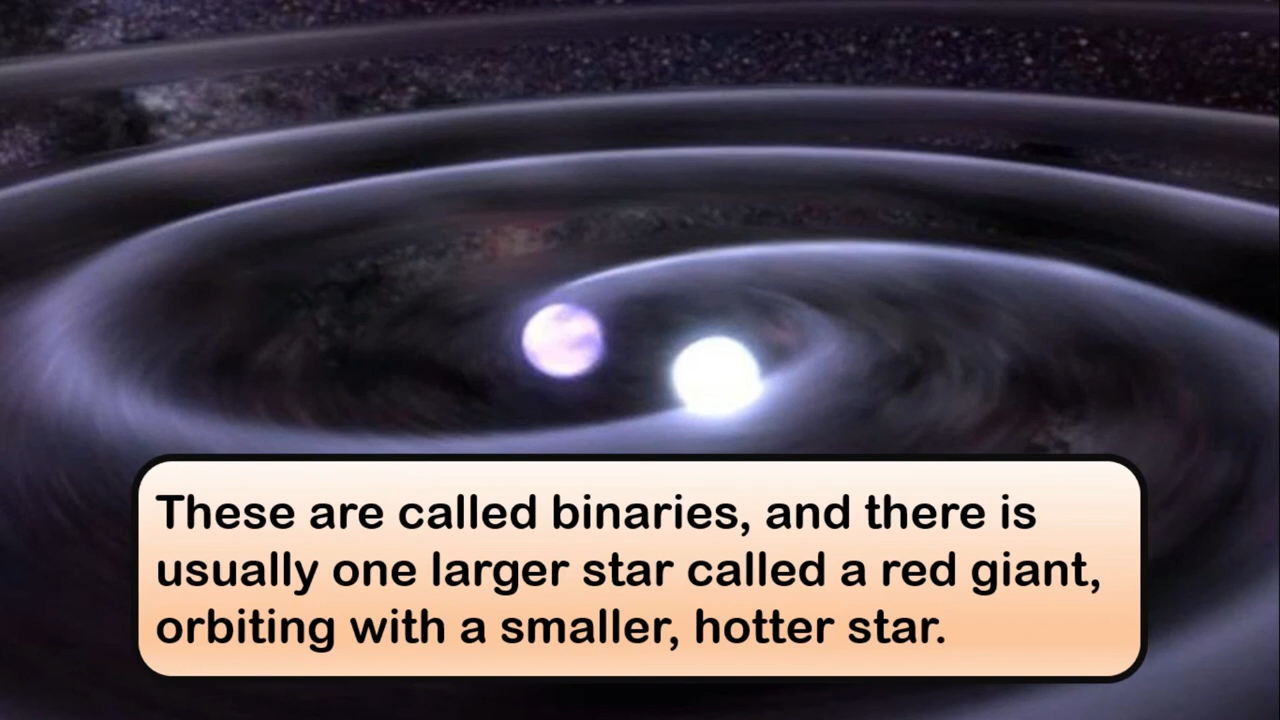 These are called binaries, and there is
usually one larger star called a red giant,
orbiting with a smaller, hotter star.